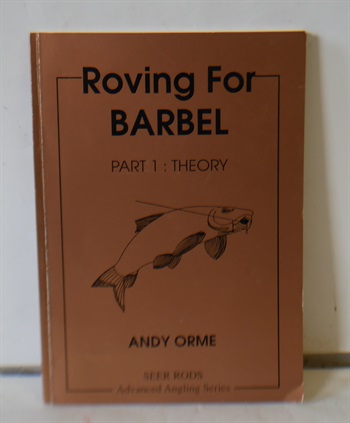 Roving For
BARBEL
PART 1 : THEORY
ANDY ORME
SEER RODS
Advanced Angling Series